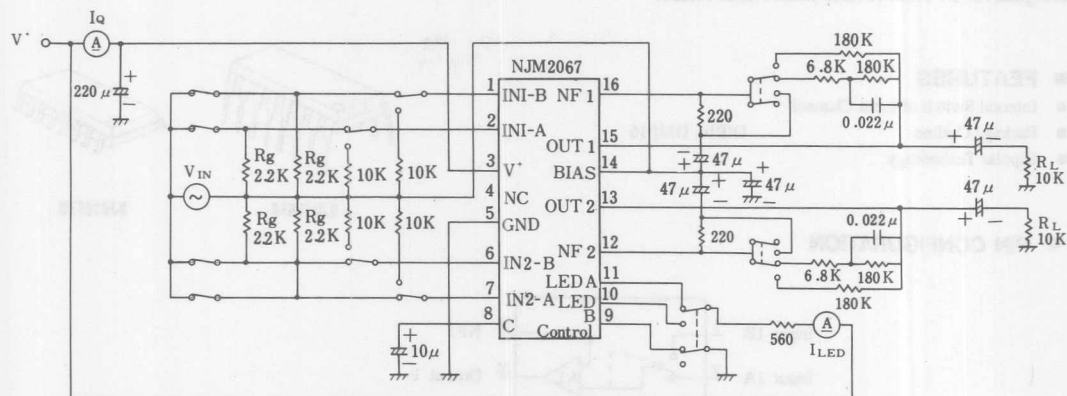 IQ
V+
A
+
220μ
−
NJM2067
1
INI-B
2
INI-A
3
V+
4
NC
5
GND
6
IN2-B
7
IN2-A
8
C
16
NF 1
15
OUT 1
14
BIAS
13
OUT 2
12
NF 2
11
LED A
10
LED
9
B
Control
VIN
Rg
2.2K
Rg
2.2K
10K
10K
Rg
2.2K
Rg
2.2K
10K
10K
+
10μ
−
180K
6.8K
180K
0.022μ
220
+
47μ
−
+
47μ
−
+
47μ
−
220
+
47μ
−
RL
10K
47μ
+
−
RL
10K
0.022μ
6.8K
180K
180K
560
A
ILED
FEATURES
PIN CONFIGURATION